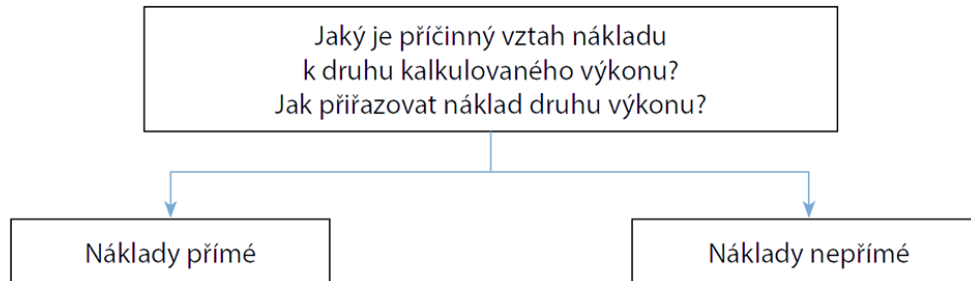 Jaký je příčinný vztah nákladu
k druhu kalkulovaného výkonu?
Jak přiřazovat náklad druhu výkonu?
Náklady přímé
Náklady nepřímé